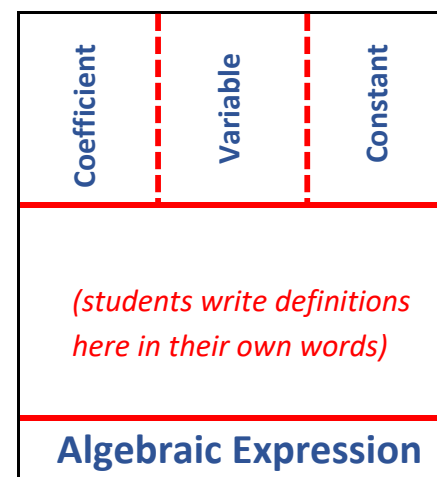 Coefficient
Variable
Constant
(students write definitions
here in their own words)
Algebraic Expression